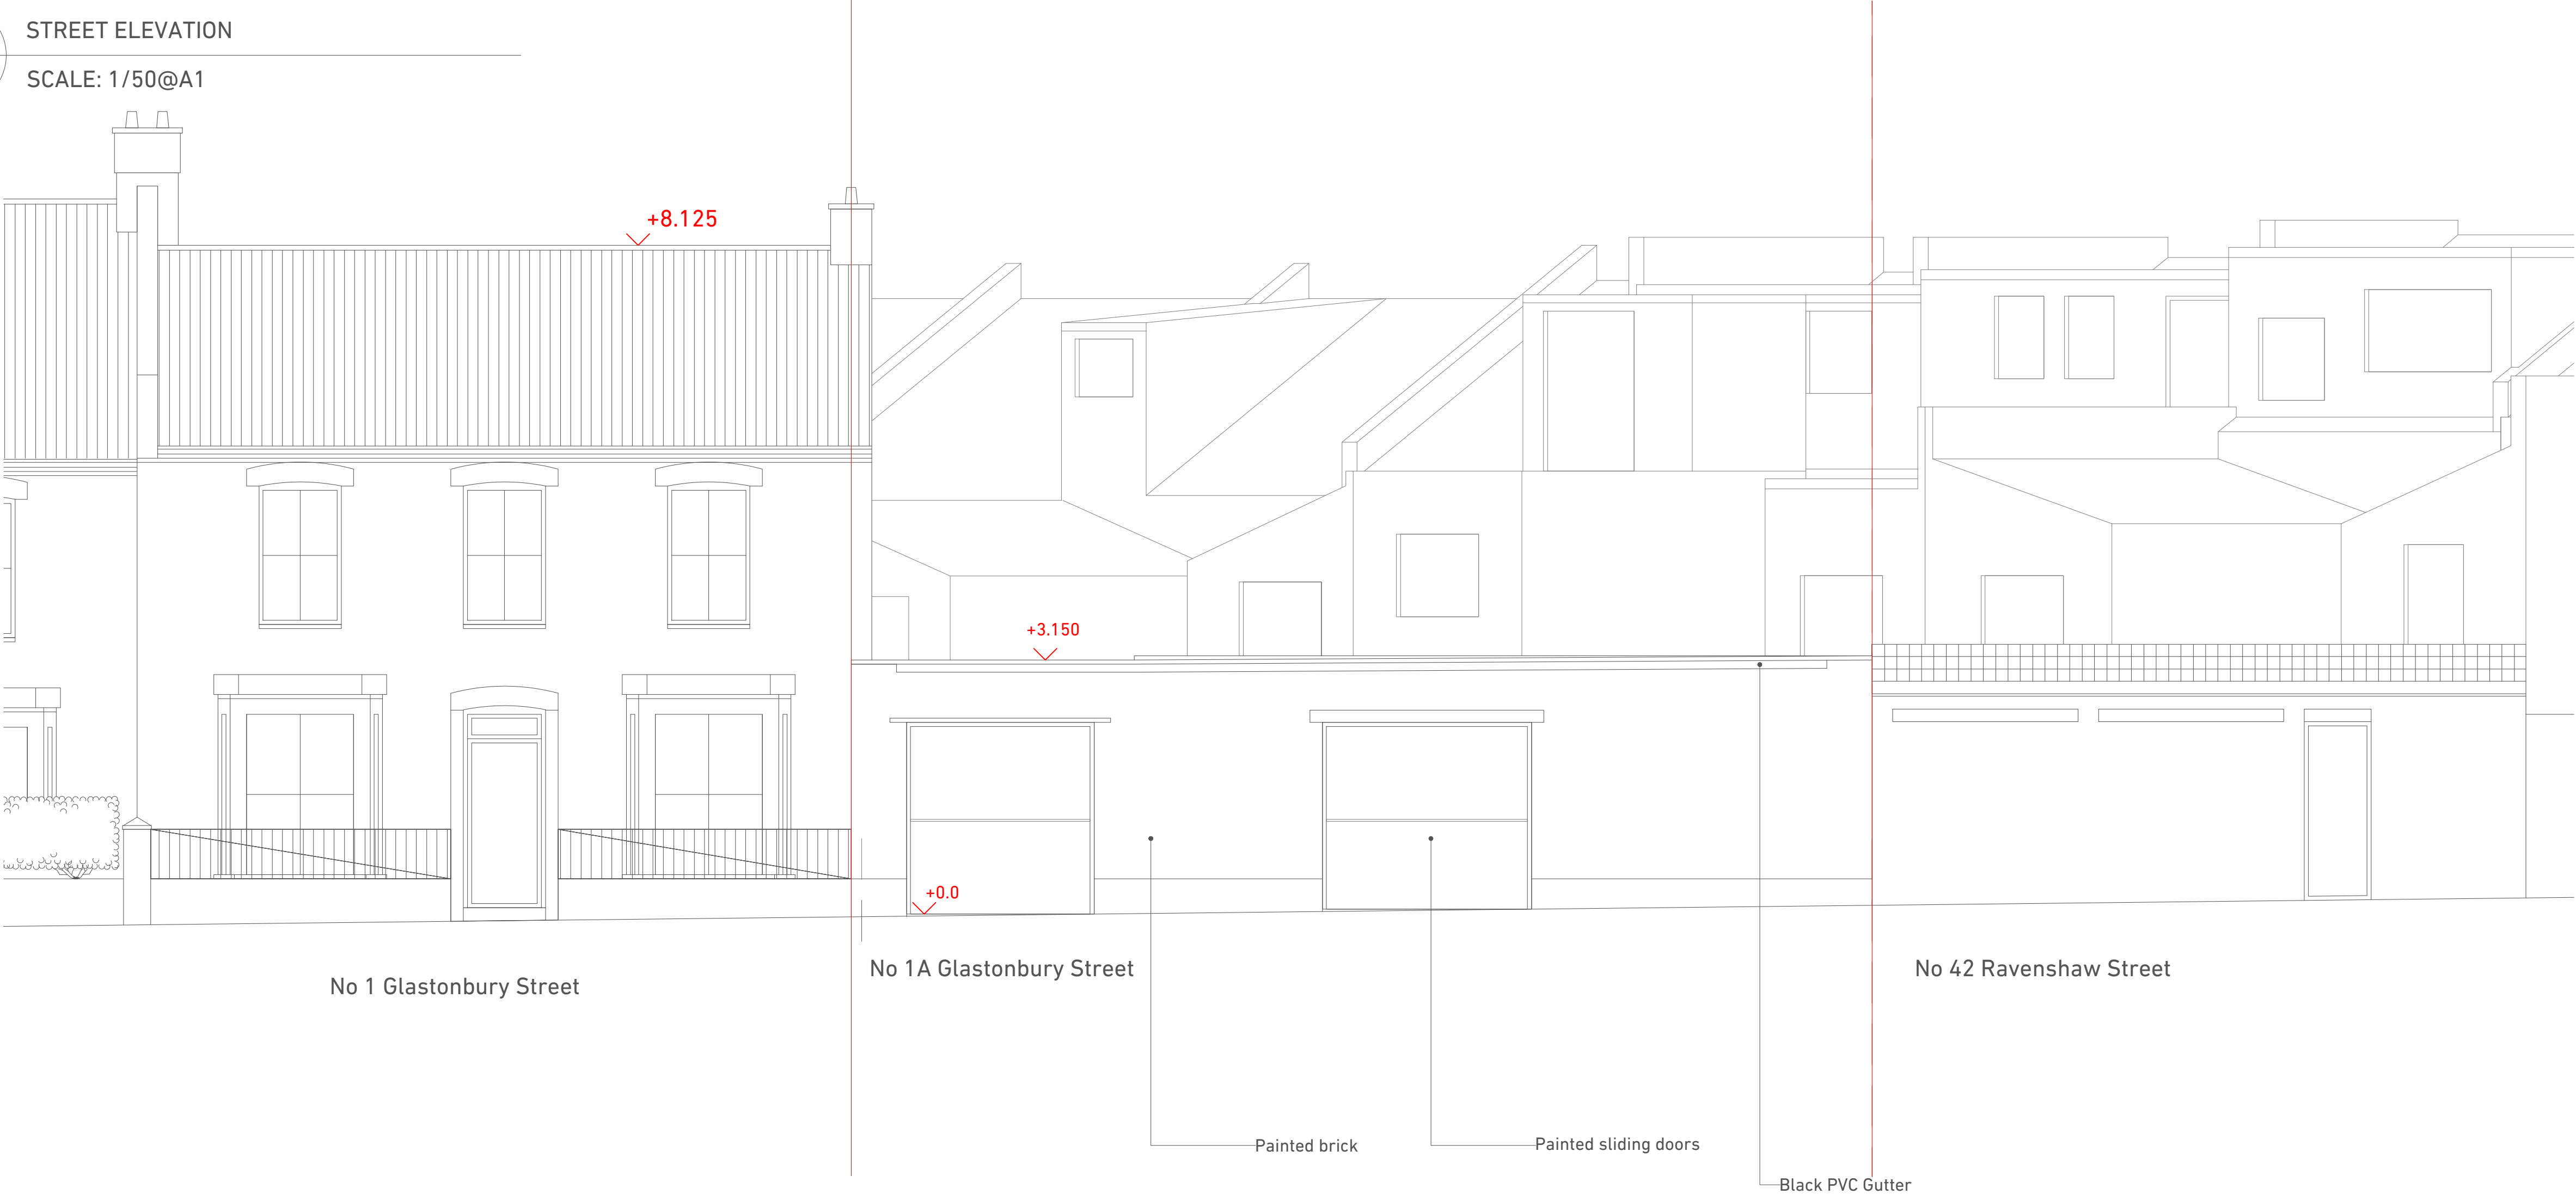 STREET ELEVATION
SCALE: 1/50@A1
+8.125
+3.150
+0.0
No 1 Glastonbury Street
No 1A Glastonbury Street
No 42 Ravenshaw Street
Painted brick
Painted sliding doors
Black PVC Gutter